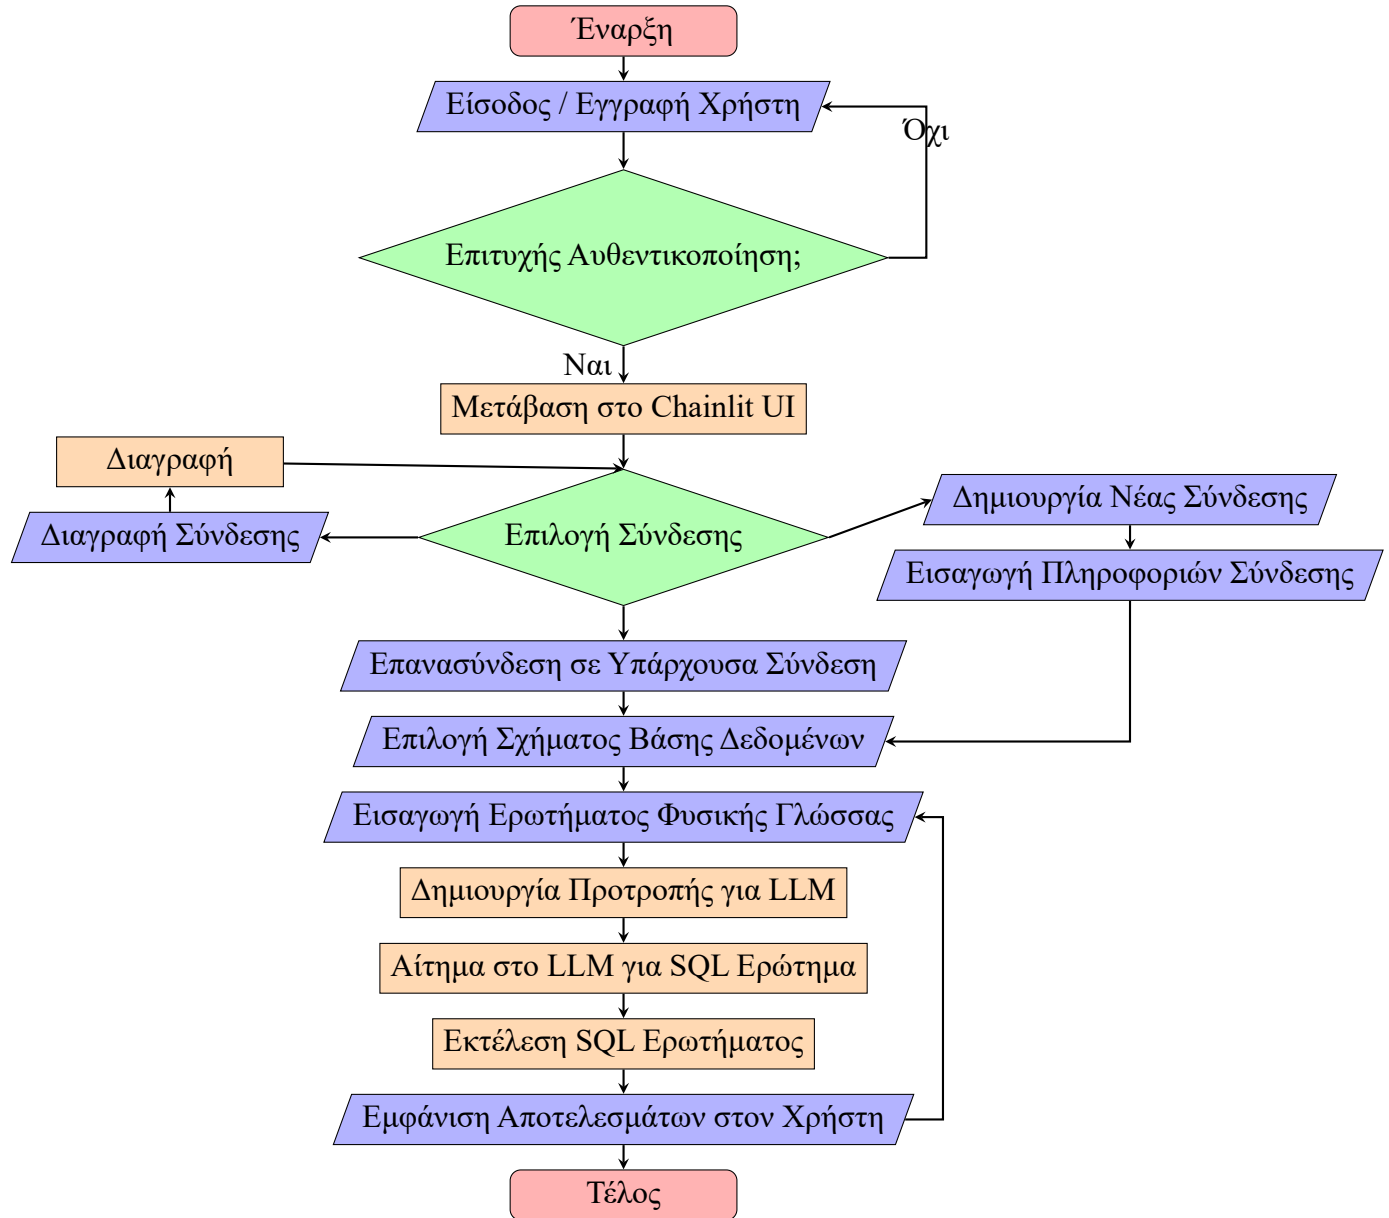 Έναρξη
Είσοδος / Εγγραφή Χρήστη
Όχι
Επιτυχής Αυθεντικοποίηση;
Ναι
Μετάβαση στο Chainlit UI
Διαγραφή
Διαγραφή Σύνδεσης
Επιλογή Σύνδεσης
Δημιουργία Νέας Σύνδεσης
Εισαγωγή Πληροφοριών Σύνδεσης
Επανασύνδεση σε Υπάρχουσα Σύνδεση
Επιλογή Σχήματος Βάσης Δεδομένων
Εισαγωγή Ερωτήματος Φυσικής Γλώσσας
Δημιουργία Προτροπής για LLM
Αίτημα στο LLM για SQL Ερώτημα
Εκτέλεση SQL Ερωτήματος
Εμφάνιση Αποτελεσμάτων στον Χρήστη
Τέλος